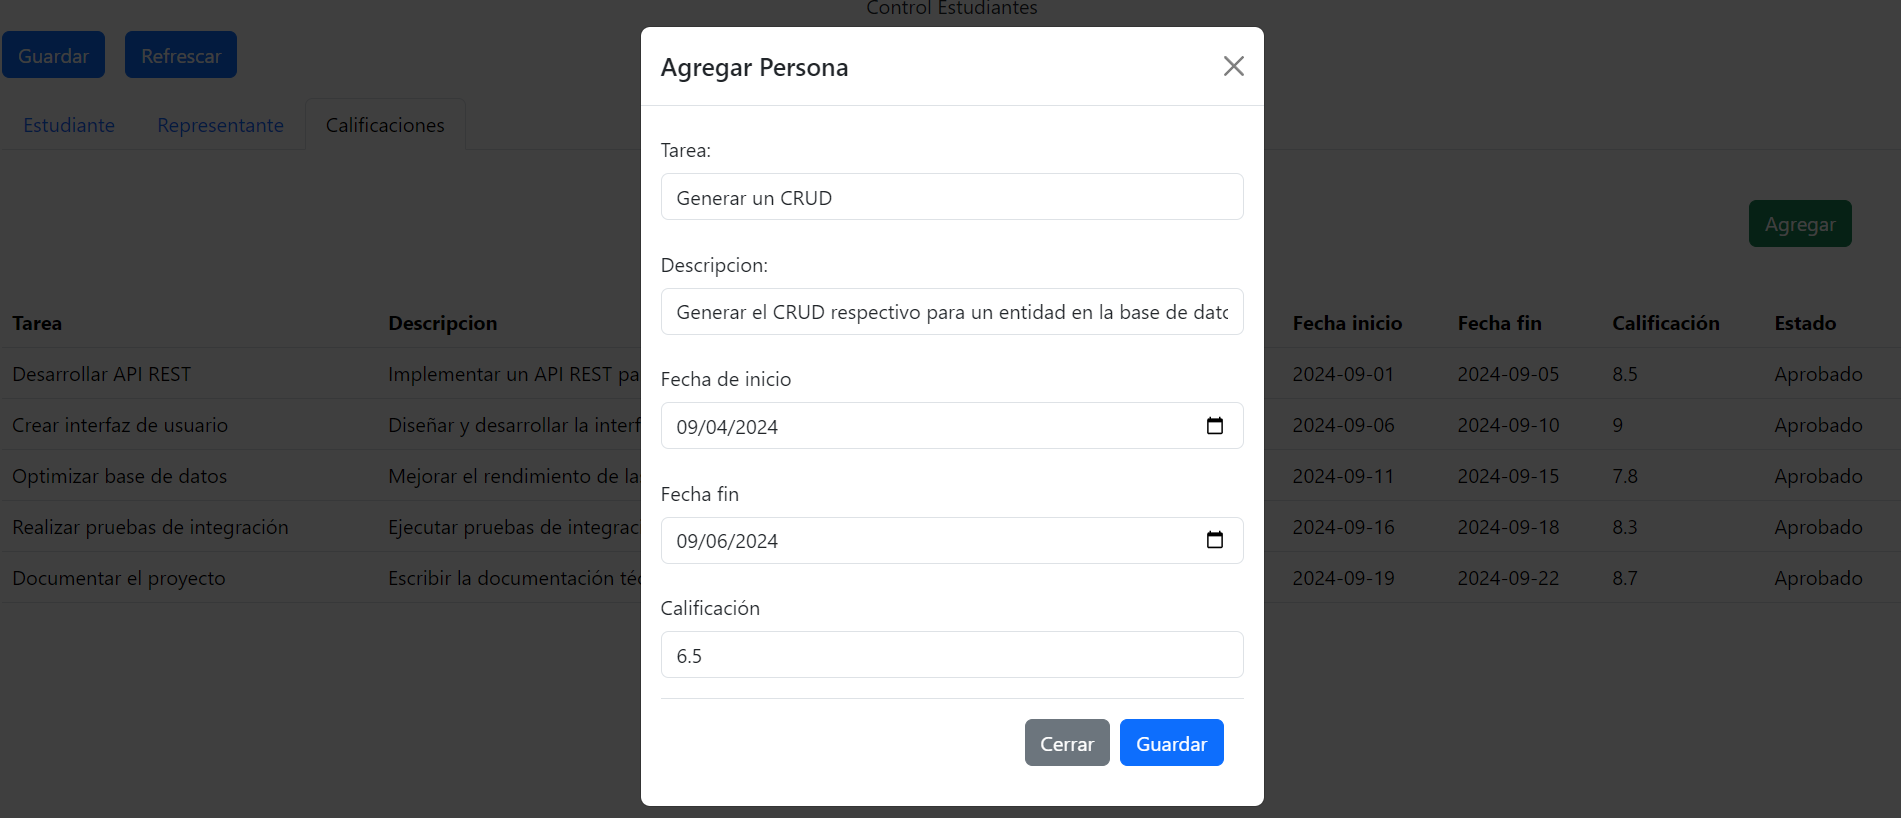 Control Estudiantes
Guardar Refrescar
Estudiante Representante Calificaciones
Agregar
Tarea Descripcion Fecha inicio Fecha fin Calificación Estado
Desarrollar API REST Implementar un API REST 2024-09-01 2024-09-05 8.5 Aprobado
Crear interfaz de usuario Diseñar y desarrollar la 2024-09-06 2024-09-10 9 Aprobado
Optimizar base de datos Mejorar el rendimiento de 2024-09-11 2024-09-15 7.8 Aprobado
Realizar pruebas de integración Ejecutar pruebas de 2024-09-16 2024-09-18 8.3 Aprobado
Documentar el proyecto Escribir la documentación 2024-09-19 2024-09-22 8.7 Aprobado
Agregar Persona
Tarea:
Generar un CRUD
Descripcion:
Generar el CRUD respectivo para un entidad en la base de
Fecha de inicio
09/04/2024
Fecha fin
09/06/2024
Calificación
6.5
Cerrar Guardar